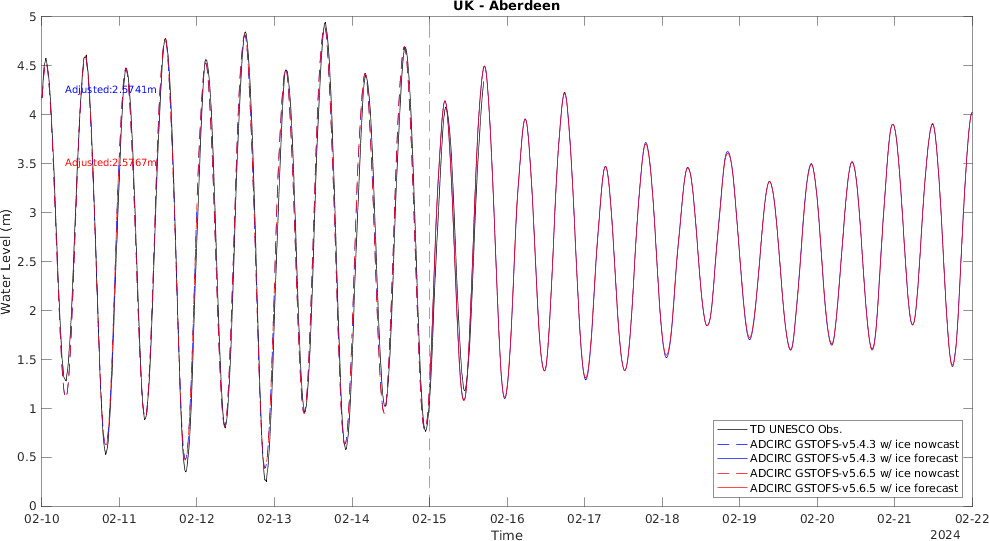 UK - Aberdeen
5
4.5
4
3.5
3
2.5
2
1.5
1
0.5
0
Water Level (m)
Adjusted:2.5741m
Adjusted:2.5767m
TD UNESCO Obs.
ADCIRC GSTOFS-v5.4.3 w/ ice nowcast
ADCIRC GSTOFS-v5.4.3 w/ ice forecast
ADCIRC GSTOFS-v5.6.5 w/ ice nowcast
ADCIRC GSTOFS-v5.6.5 w/ ice forecast
02-10 02-11 02-12 02-13 02-14 02-15 02-16 02-17 02-18 02-19 02-20 02-21 02-22
Time
2024